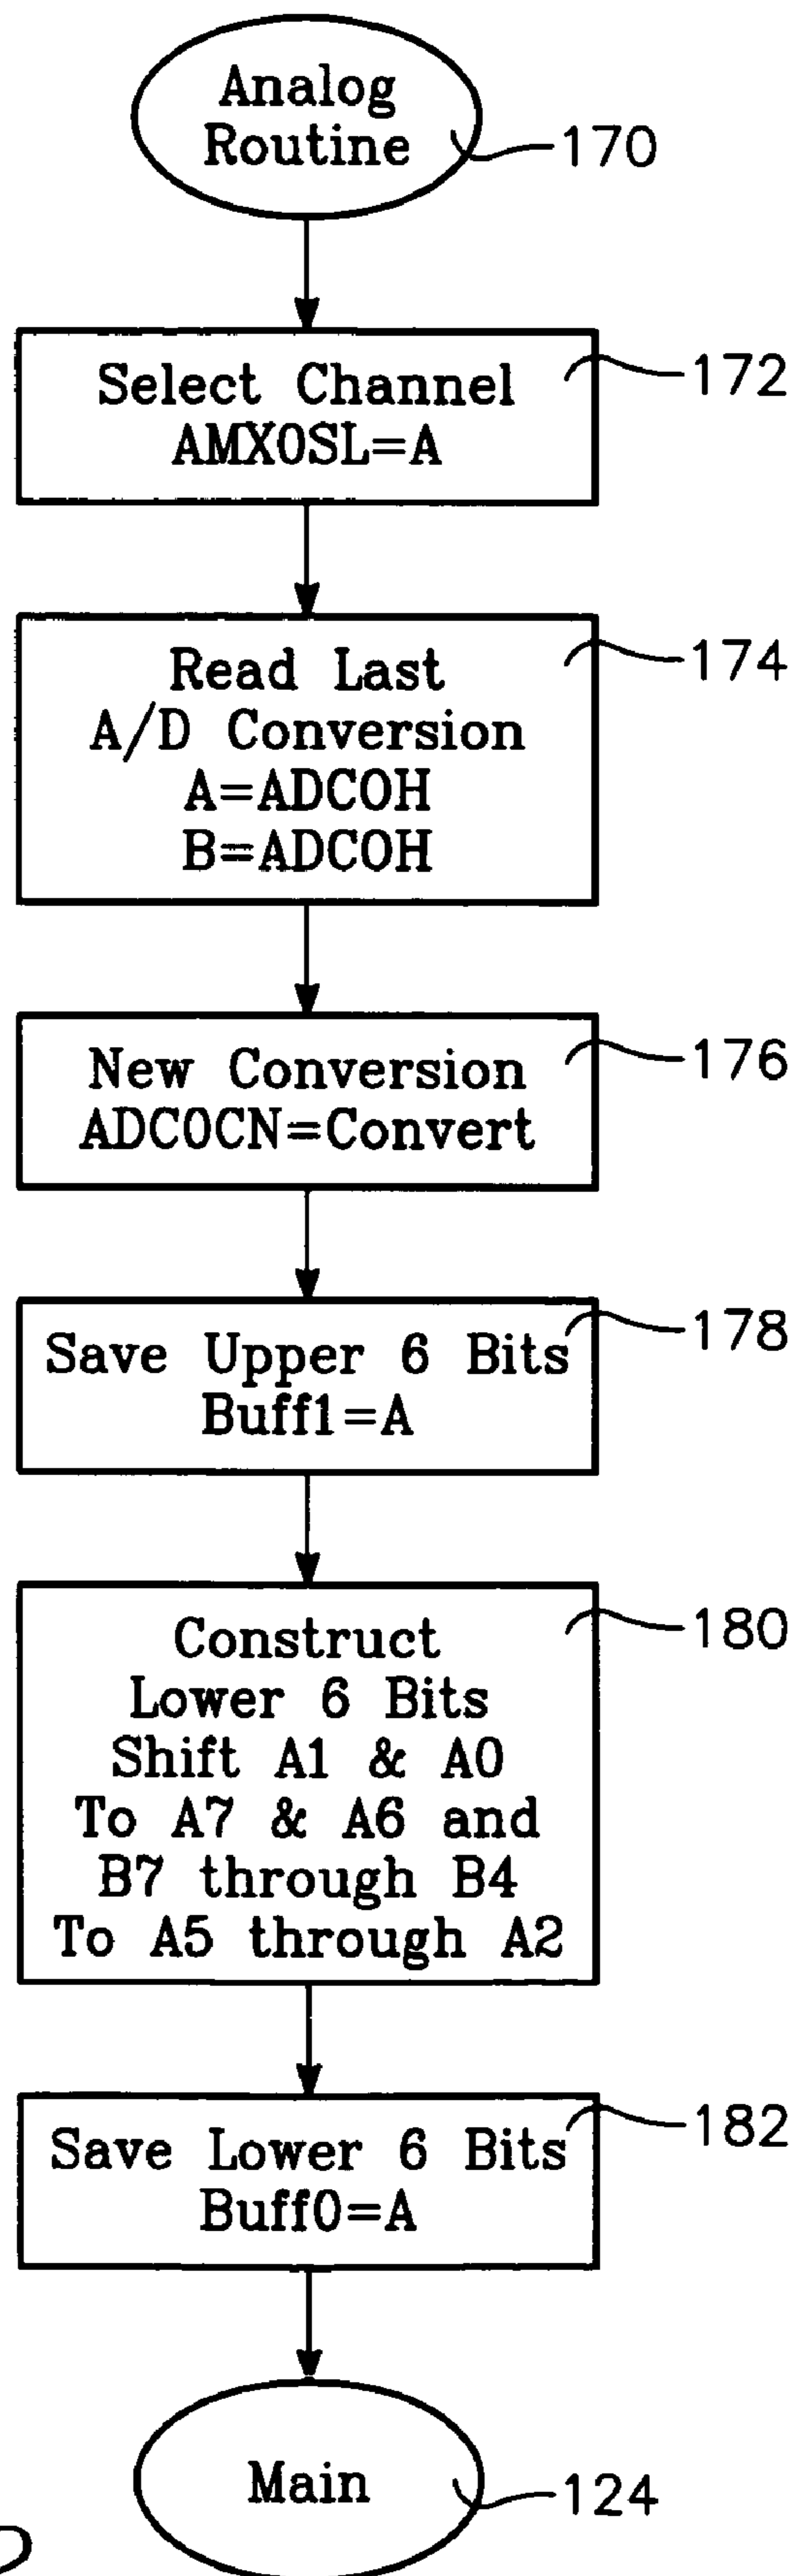 Analog
Routine
170
Select Channel
AMX0SL=A
172
Read Last
A/D Conversion
A=ADC0H
B=ADC0H
174
New Conversion
ADC0CN=Convert
176
Save Upper 6 Bits
Buff1=A
178
Construct
Lower 6 Bits
Shift A1 & A0
To A7 & A6 and
B7 through B4
To A5 through A2
180
Save Lower 6 Bits
Buff0=A
182
Main
124